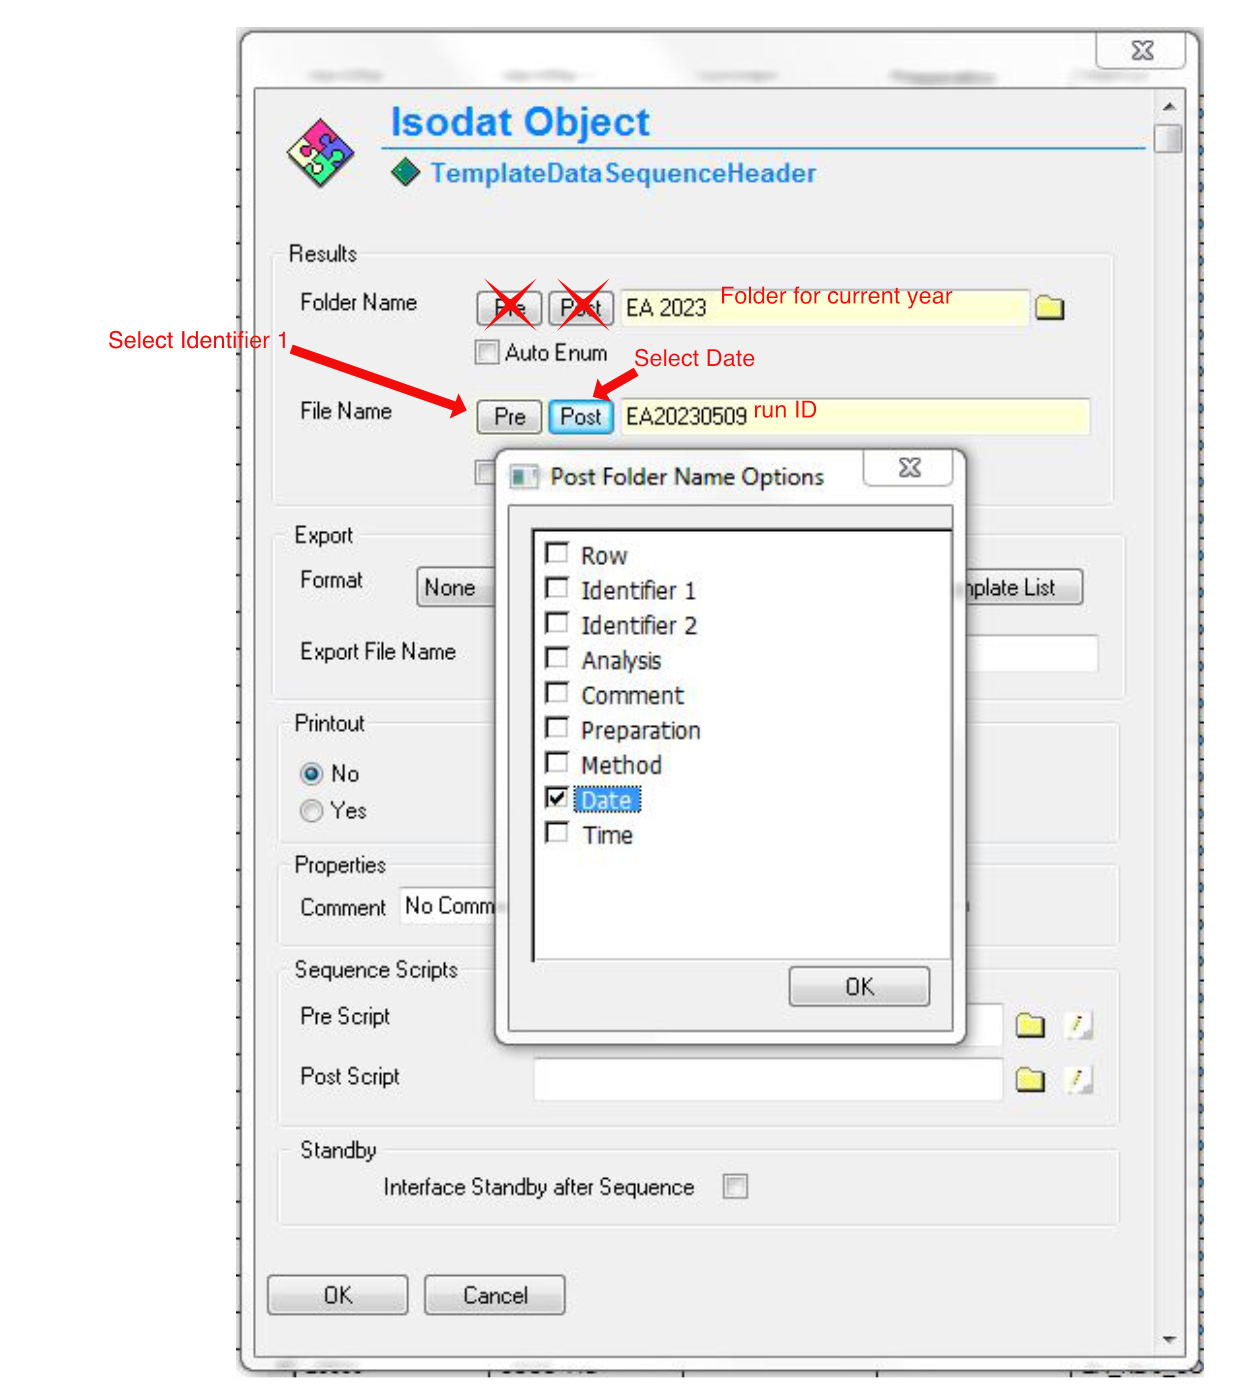 Isodat Object
TemplateDataSequenceHeader
Results
Folder Name Pre Post EA 2023 Folder for current year
Select Identifier 1
Auto Enum Select Date
File Name Pre Post EA20230509 run ID
Post Folder Name Options
Row
Identifier 1
Identifier 2
Analysis
Comment
Preparation
Method
Date
Time
OK
Export
Format None mplate List
Export File Name
Printout
No
Yes
Properties
Comment No Comm
Sequence Scripts
Pre Script
Post Script
Standby
Interface Standby after Sequence
OK Cancel